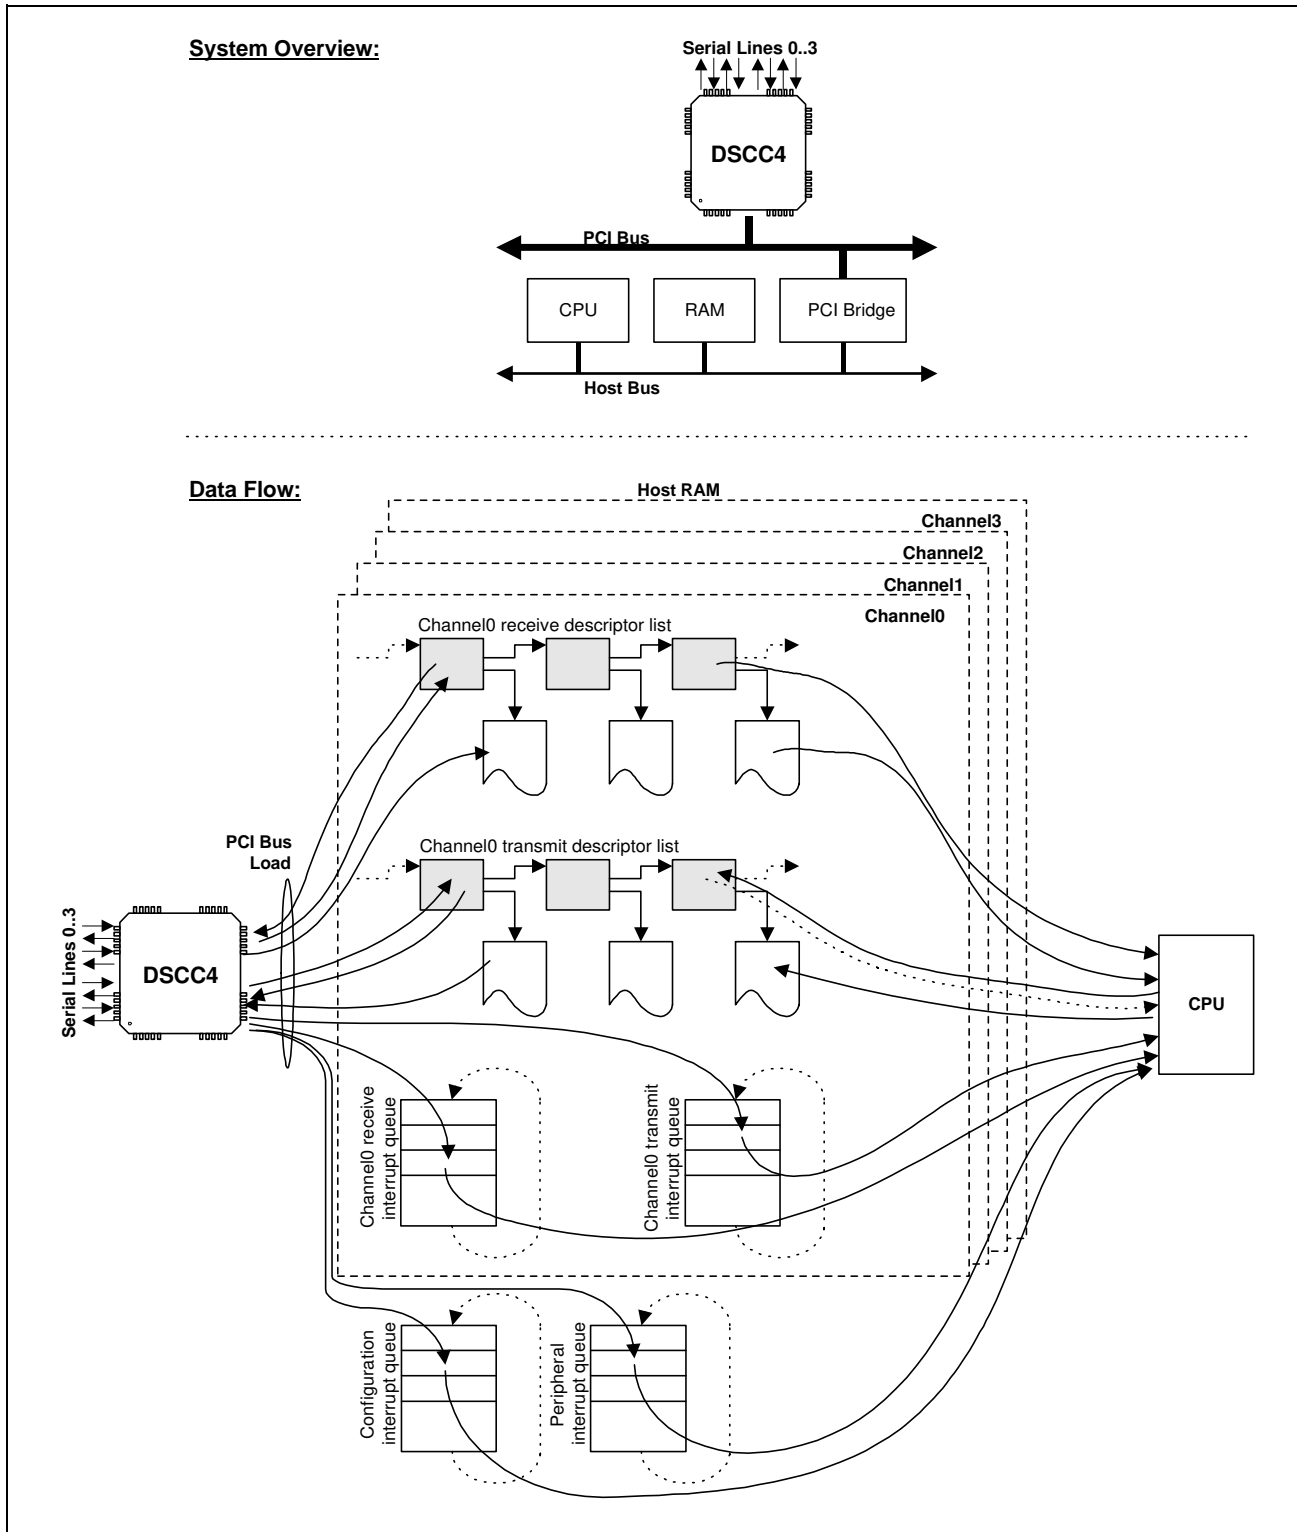 System Overview:
Serial Lines 0..3
DSCC4
PCI Bus
CPU
RAM
PCI Bridge
Host Bus
Data Flow:
Host RAM
Channel3
Channel2
Channel1
Channel0
Channel0 receive descriptor list
PCI Bus
Load
Channel0 transmit descriptor list
Serial Lines 0..3
DSCC4
CPU
Channel0 receive
interrupt queue
Channel0 transmit
interrupt queue
Configuration
interrupt queue
Peripheral
interrupt queue